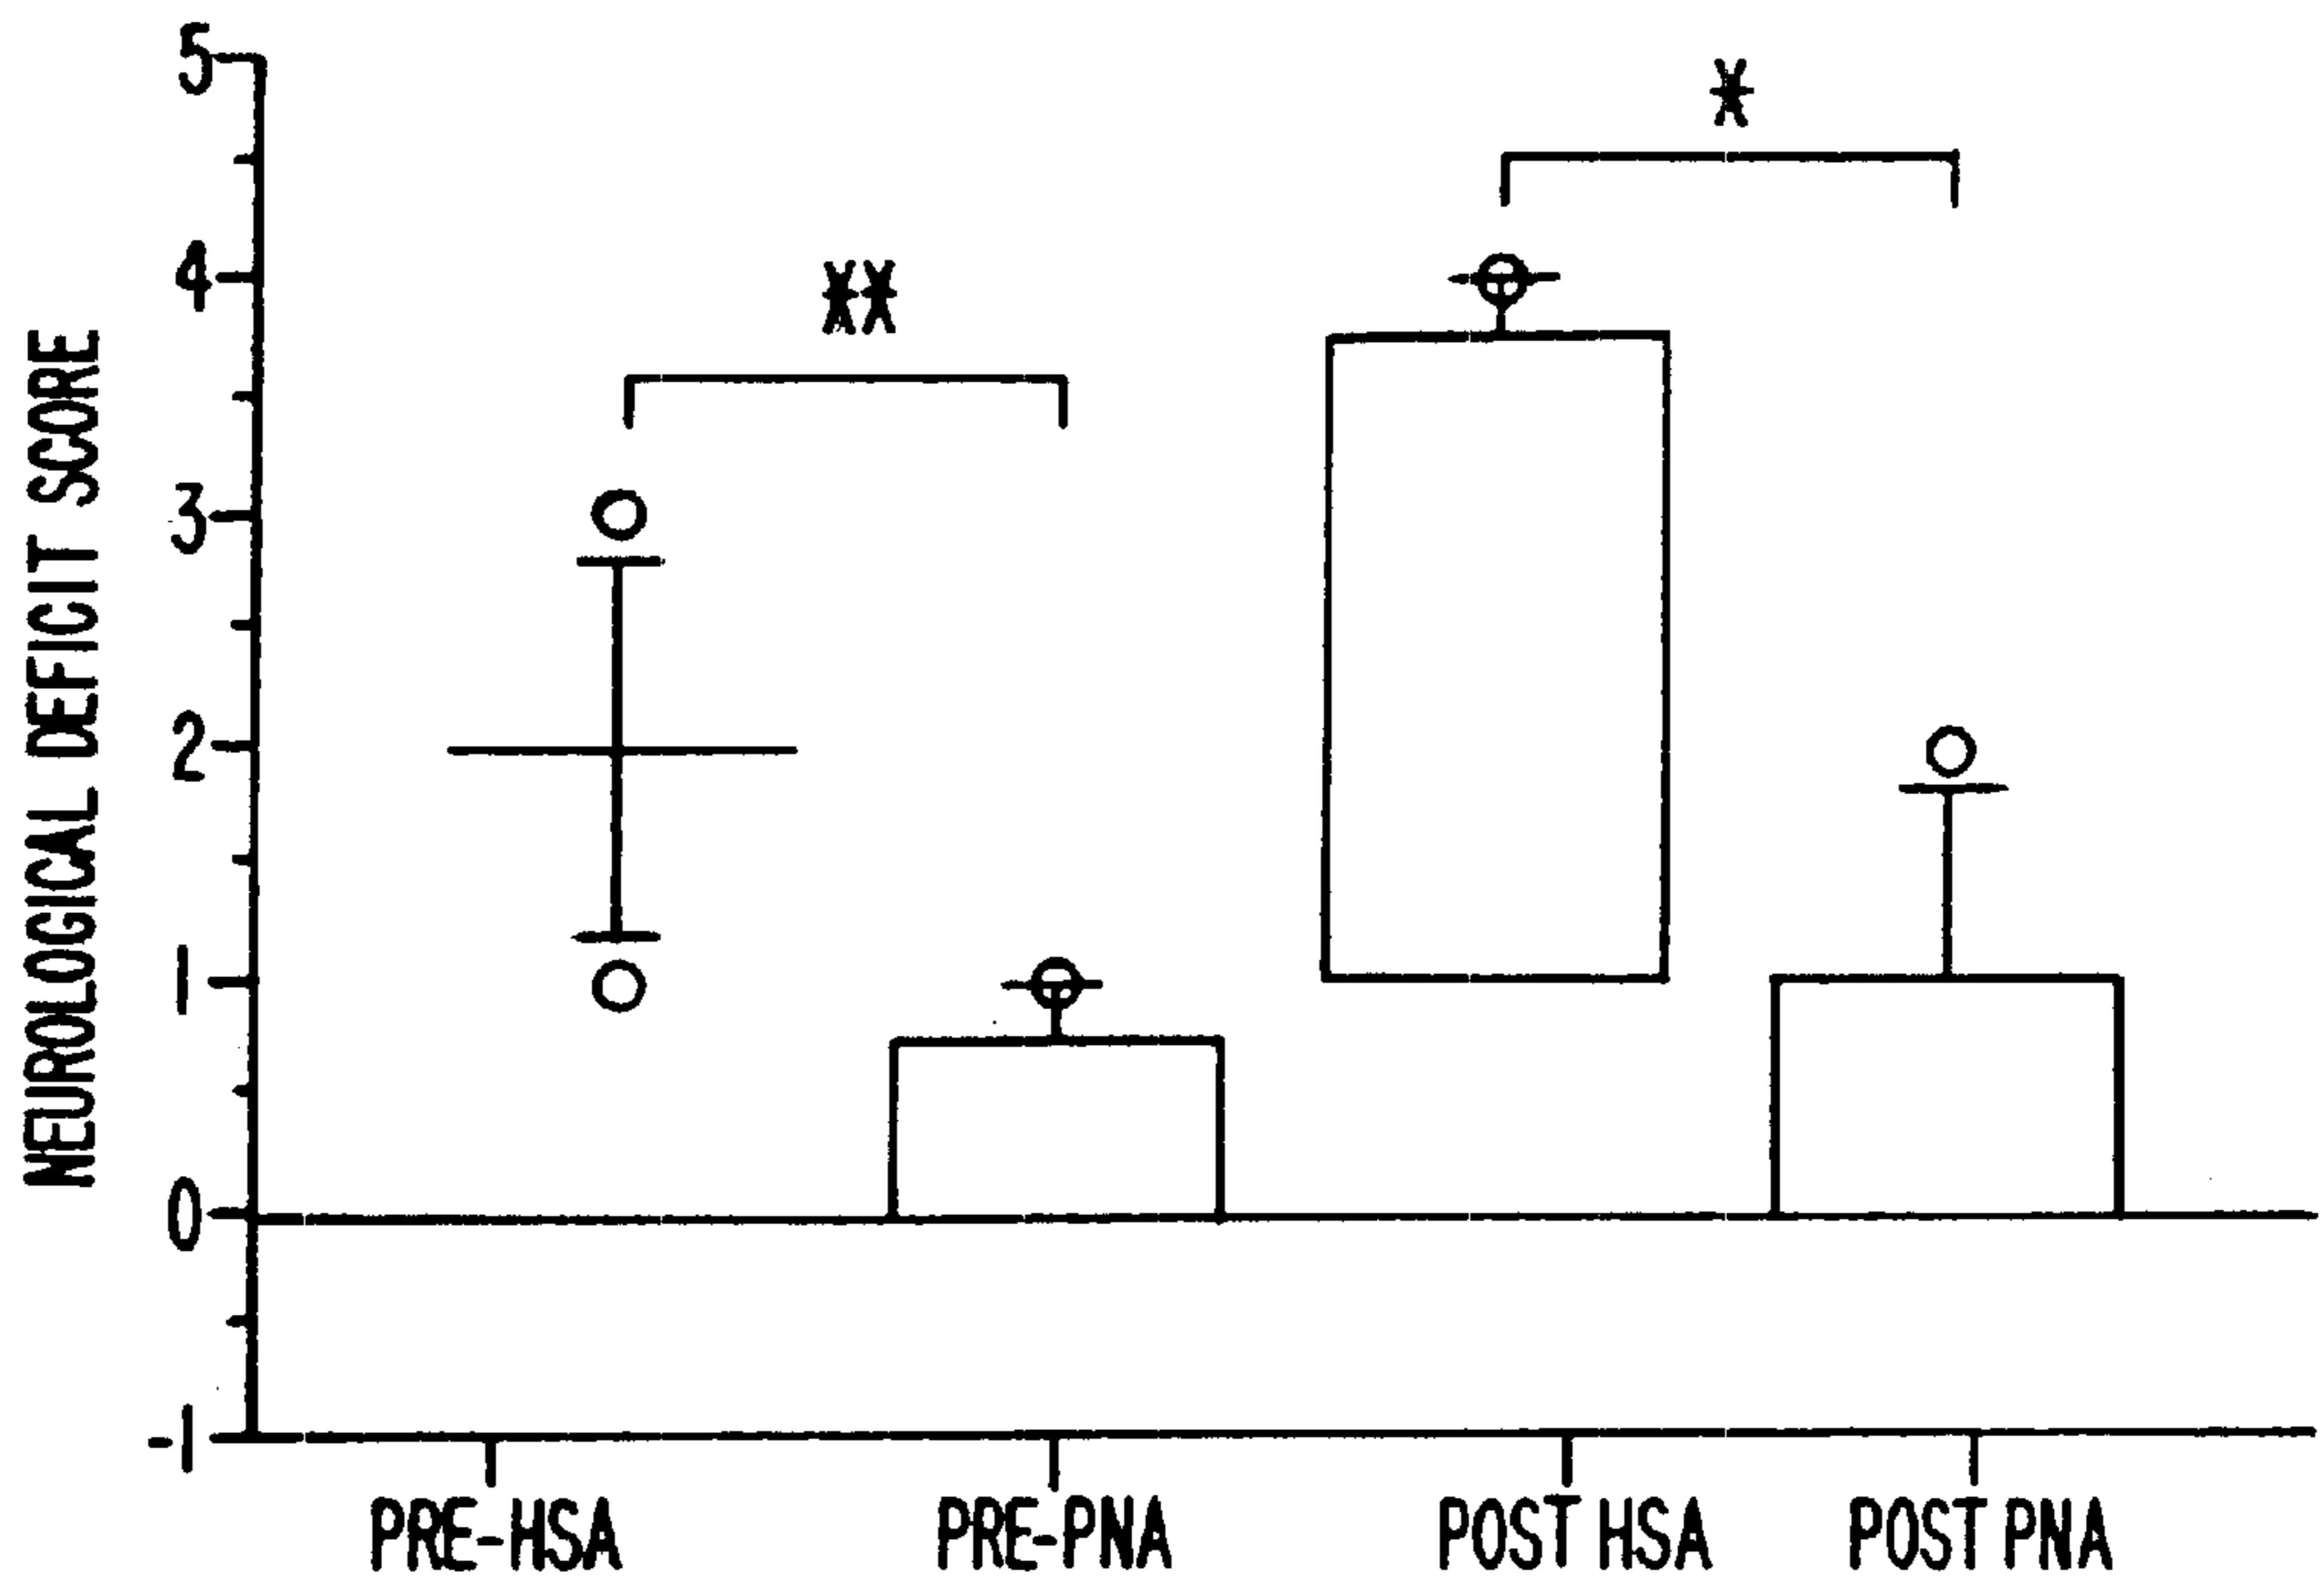 NEUROLOGICAL DEFICIT SCORE
5
4
3
2
1
0
-1
**
*
PRE-HSA
PRE-PNA
POST HSA
POST PNA